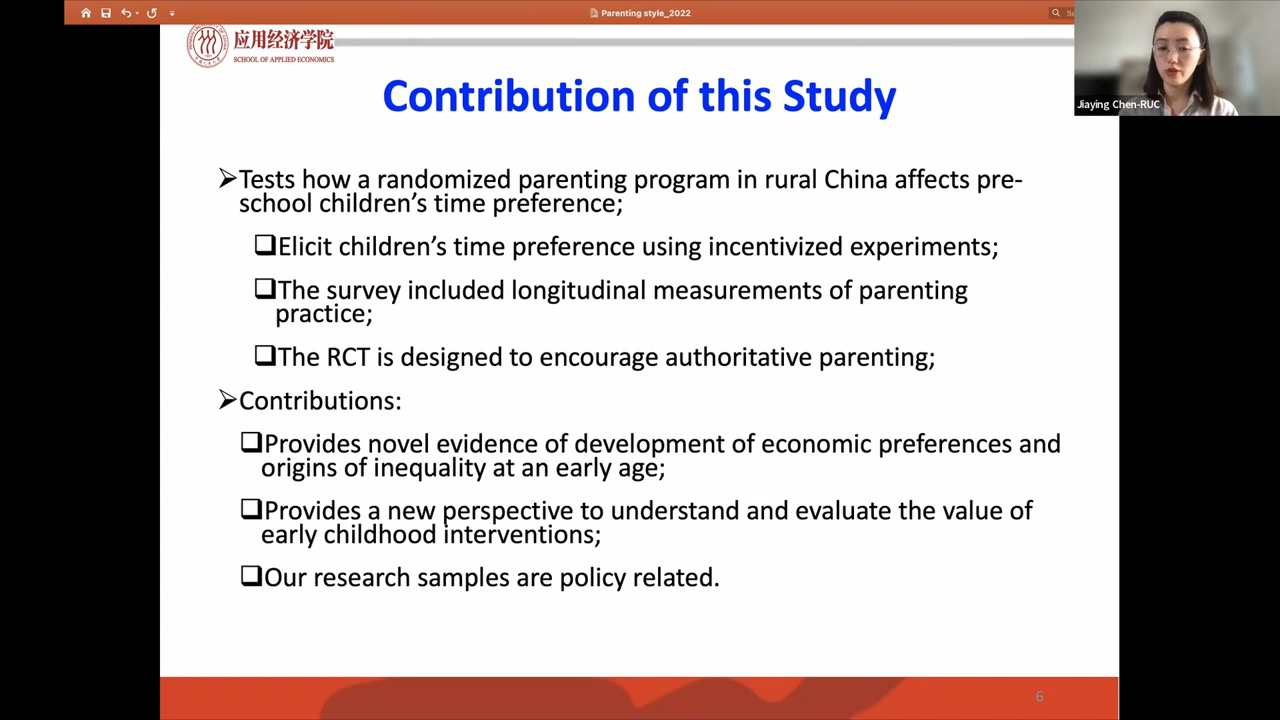 Parenting style_2022
Se
应用经济学院
SCHOOL OF APPLIED ECONOMICS
Jiaying Chen-RUC
Contribution of this Study
➢Tests how a randomized parenting program in rural China affects pre-
school children’s time preference;
❑Elicit children’s time preference using incentivized experiments;
❑The survey included longitudinal measurements of parenting
practice;
❑The RCT is designed to encourage authoritative parenting;
➢Contributions:
❑Provides novel evidence of development of economic preferences and
origins of inequality at an early age;
❑Provides a new perspective to understand and evaluate the value of
early childhood interventions;
❑Our research samples are policy related.
6